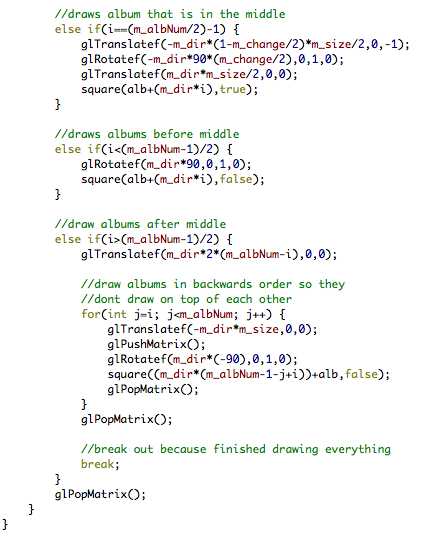 //draws album that is in the middle
else if(i==(m_albNum/2)-1) {
glTranslatef(-m_dir*(1-m_change/2)*m_size/2,0,-1);
glRotatef(-m_dir*90*(m_change/2),0,1,0);
glTranslatef(m_dir*m_size/2,0,0);
square(alb+(m_dir*i),true);
}
//draws albums before middle
else if(i<(m_albNum-1)/2) {
glRotatef(m_dir*90,0,1,0);
square(alb+(m_dir*i),false);
}
//draw albums after middle
else if(i>(m_albNum-1)/2) {
glTranslatef(m_dir*2*(m_albNum-i),0,0);
//draw albums in backwards order so they
//dont draw on top of each other
for(int j=i; j<m_albNum; j++) {
glTranslatef(-m_dir*m_size,0,0);
glPushMatrix();
glRotatef(m_dir*(-90),0,1,0);
square((m_dir*(m_albNum-1-j+i))+alb,false);
glPopMatrix();
}
glPopMatrix();
//break out because finished drawing everything
break;
}
glPopMatrix();
}
}